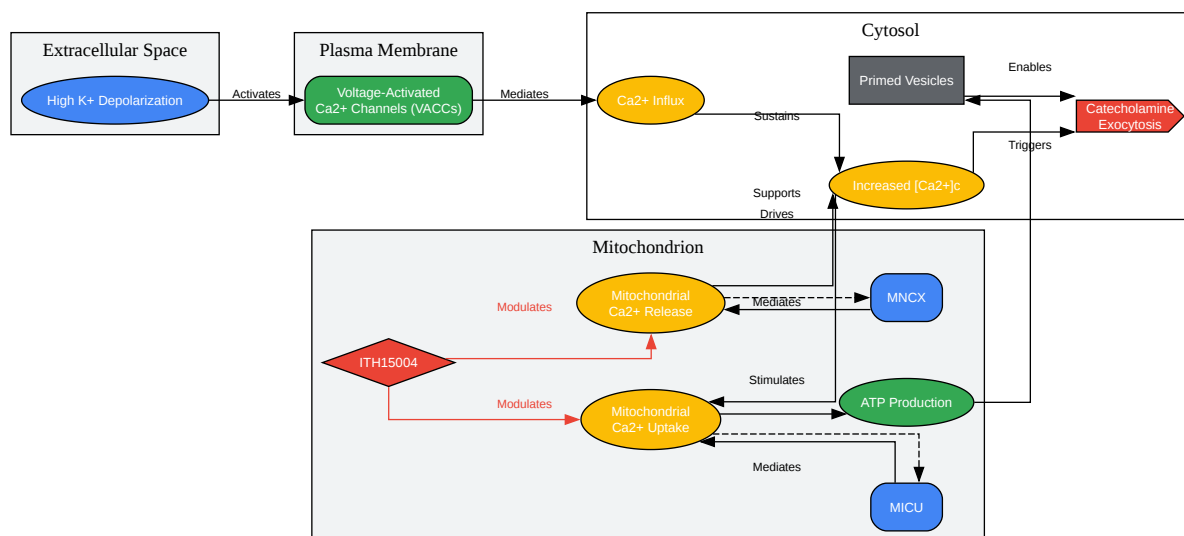 Extracellular Space
High K+ Depolarization
Activates
Plasma Membrane
Voltage-Activated
Ca2+ Channels (VACCs)
Mediates
Cytosol
Ca2+ Influx
Sustains
Primed Vesicles
Enables
Catecholamine
Exocytosis
Triggers
Increased [Ca2+]c
Supports
Drives
Mitochondrion
Mitochondrial
Ca2+ Release
Mediates
MNCX
Modulates
ITH15004
Modulates
Stimulates
Mitochondrial
Ca2+ Uptake
ATP Production
Mediates
MICU